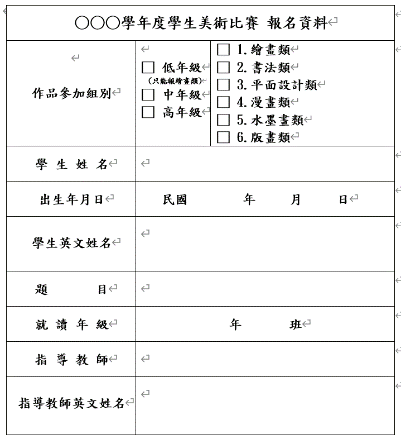 ○○○學年度學生美術比賽 報名資料
作品參加組別
□ 低年級
(只能報繪畫類)
□ 中年級
□ 高年級
□ 1.繪畫類
□ 2.書法類
□ 3.平面設計類
□ 4.漫畫類
□ 5.水墨畫類
□ 6.版畫類
學 生 姓 名
出生年月日 民國 年 月 日
學生英文姓名
題 目
就 讀 年 級 年 班
指 導 教 師
指導教師英文姓名